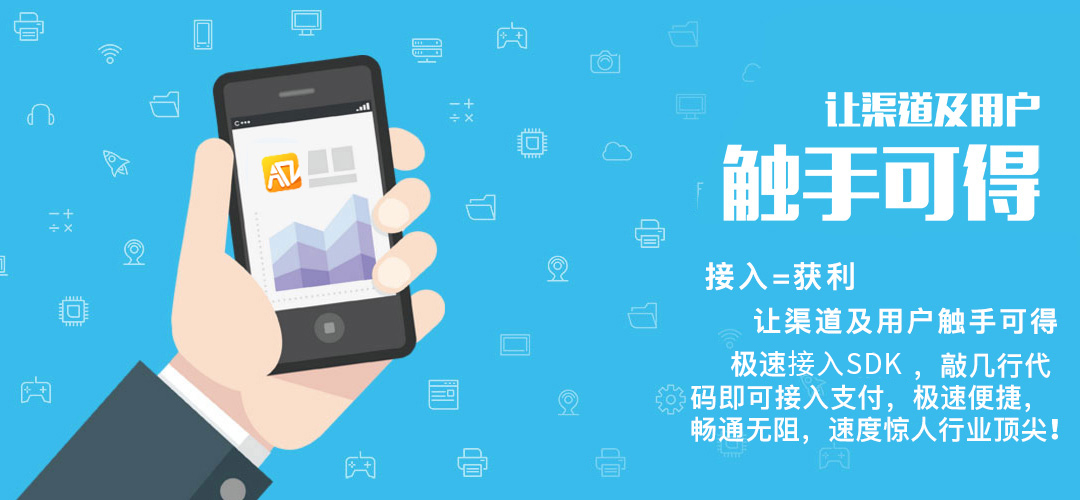 让渠道及用户
触手可得
接入=获利
让渠道及用户触手可得
极速接入SDK ，敲几行代
码即可接入支付，极速便捷，
畅通无阻，速度惊人行业顶尖！